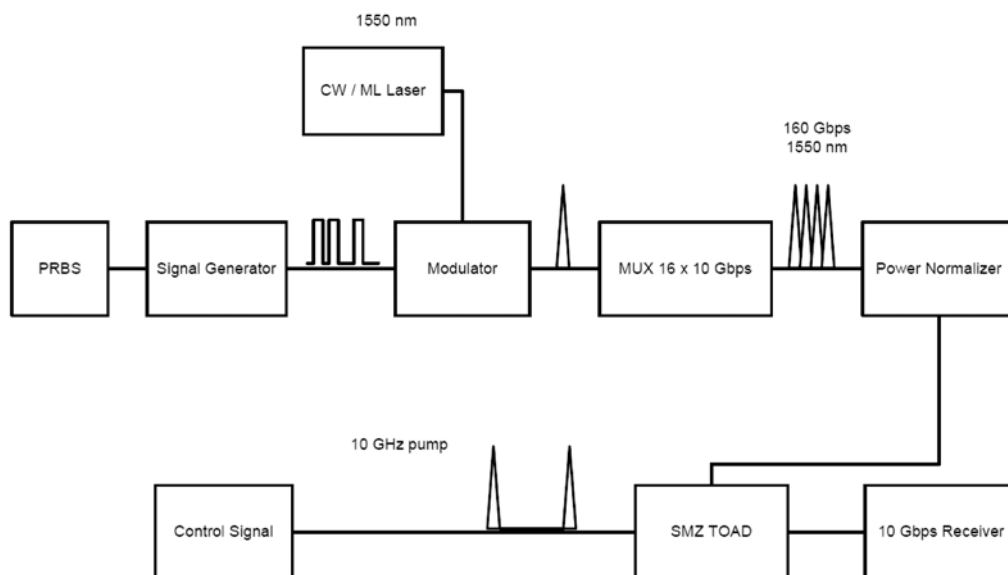 1550 nm
CW / ML Laser
160 Gbps
1550 nm
PRBS
Signal Generator
Modulator
MUX 16 x 10 Gbps
Power Normalizer
10 GHz pump
Control Signal
SMZ TOAD
10 Gbps Receiver